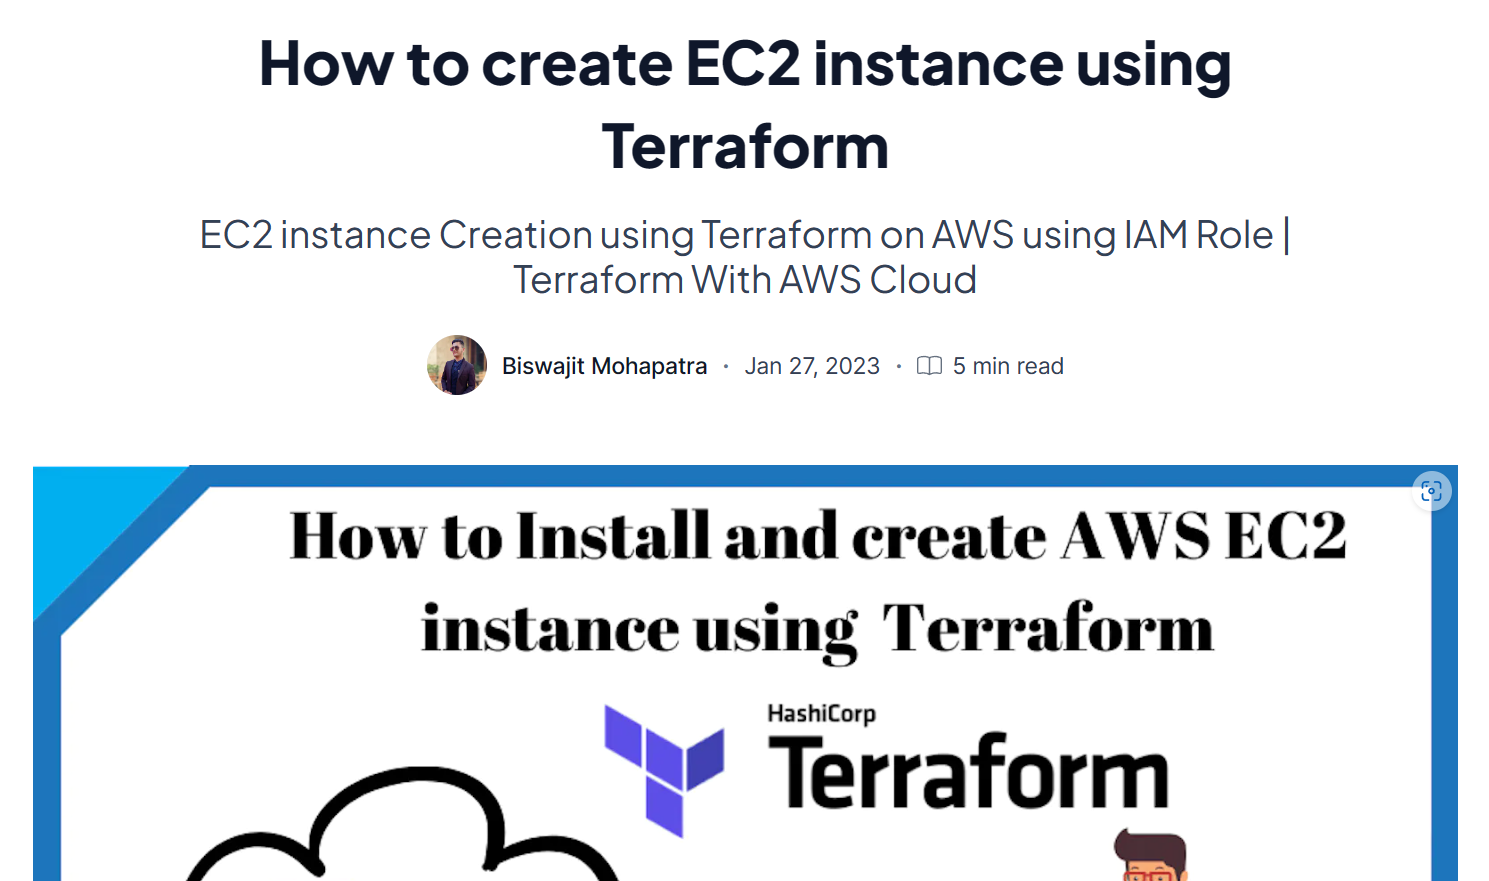 How to create EC2 instance using
Terraform
EC2 instance Creation using Terraform on AWS using IAM Role |
Terraform With AWS Cloud
Biswajit Mohapatra · Jan 27, 2023 · 5 min read
How to Install and create AWS EC2
instance using Terraform
HashiCorp
Terraform